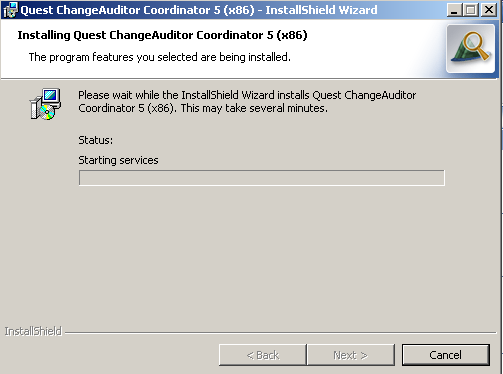 Quest ChangeAuditor Coordinator 5 (x86) - InstallShield Wizard
Installing Quest ChangeAuditor Coordinator 5 (x86)
The program features you selected are being installed.
Please wait while the InstallShield Wizard installs Quest ChangeAuditor
Coordinator 5 (x86). This may take several minutes.
Status:
Starting services
InstallShield
< Back
Next >
Cancel